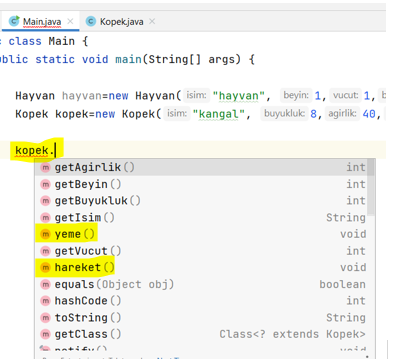 Main.java × Kopek.java ×
c class Main {
ublic static void main(String[] args) {
Hayvan hayvan=new Hayvan( isim: "hayvan", beyin: 1, vucut: 1,
Kopek kopek=new Kopek( isim: "kangal", buyukluk: 8, agirlik: 40,
kopek.
m getAgirlik() int
m getBeyin() int
m getBuyukluk() int
m getIsim() String
m yeme() void
m getVucut() int
m hareket() void
m equals(Object obj) boolean
m hashCode() int
m toString() String
m getClass() Class<? extends Kopek>
m notify() void